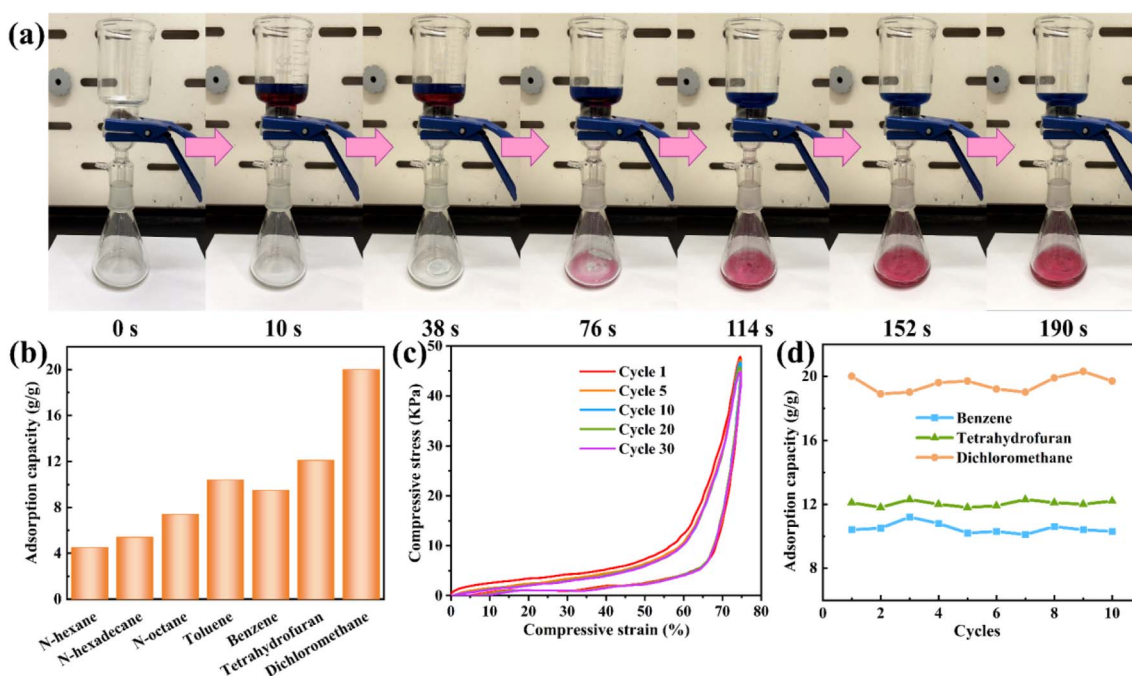 (a)
0 s 10 s 38 s 76 s 114 s 152 s 190 s
(b)
Adsorption capacity (g/g)
20
16
12
8
4
0
N-hexane
N-hexadecane
N-octane
Toluene
Benzene
Tetrahydrofuran
Dichloromethane
(c)
Compressive stress (KPa)
50
40
30
20
10
0
Cycle 1
Cycle 5
Cycle 10
Cycle 20
Cycle 30
0 10 20 30 40 50 60 70 80
Compressive strain (%)
(d)
Adsorption capacity (g/g)
20
16
12
8
Benzene
Tetrahydrofuran
Dichloromethane
0 2 4 6 8 10
Cycles